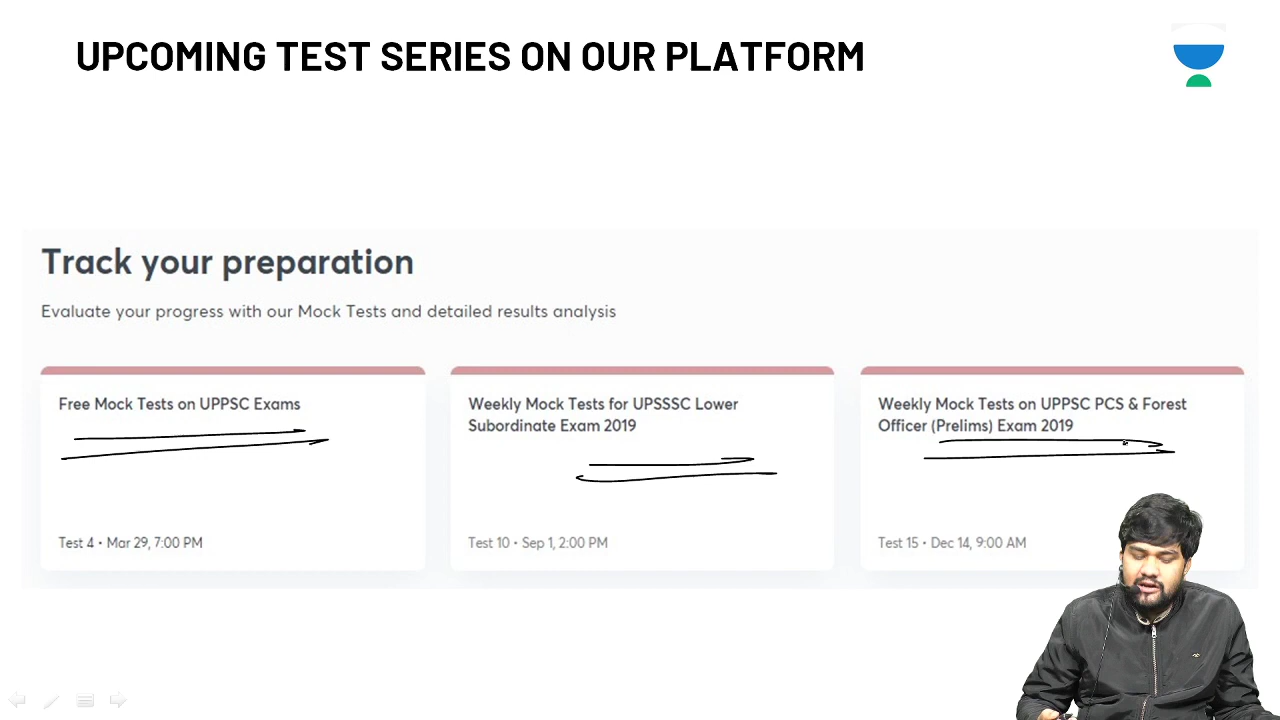 UPCOMING TEST SERIES ON OUR PLATFORM
Track your preparation
Evaluate your progress with our Mock Tests and detailed results analysis
Free Mock Tests on UPPSC Exams
Test 4 • Mar 29, 7:00 PM
Weekly Mock Tests for UPSSSC Lower
Subordinate Exam 2019
Test 10 • Sep 1, 2:00 PM
Weekly Mock Tests on UPPSC PCS & Forest
Officer (Prelims) Exam 2019
Test 15 • Dec 14, 9:00 AM